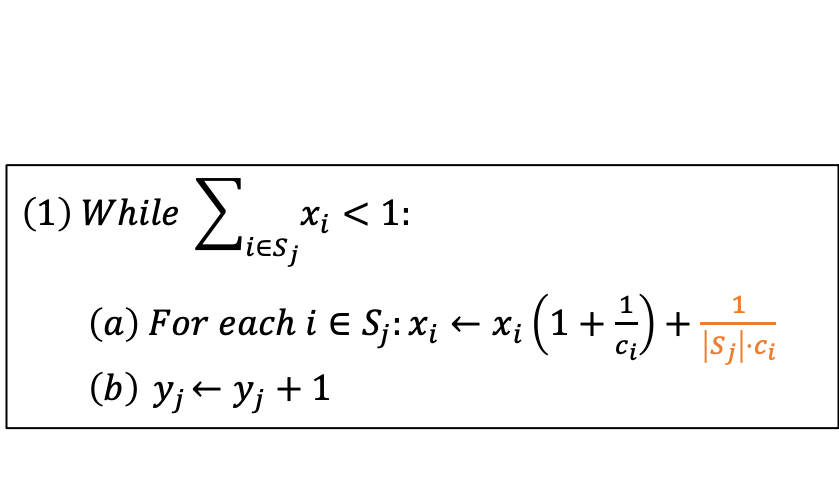 (1) While ∑_{i∈S_j} x_i < 1:
(a) For each i ∈ S_j: x_i ← x_i (1 + 1/c_i) + 1/(|S_j|·c_i)
(b) y_j ← y_j + 1